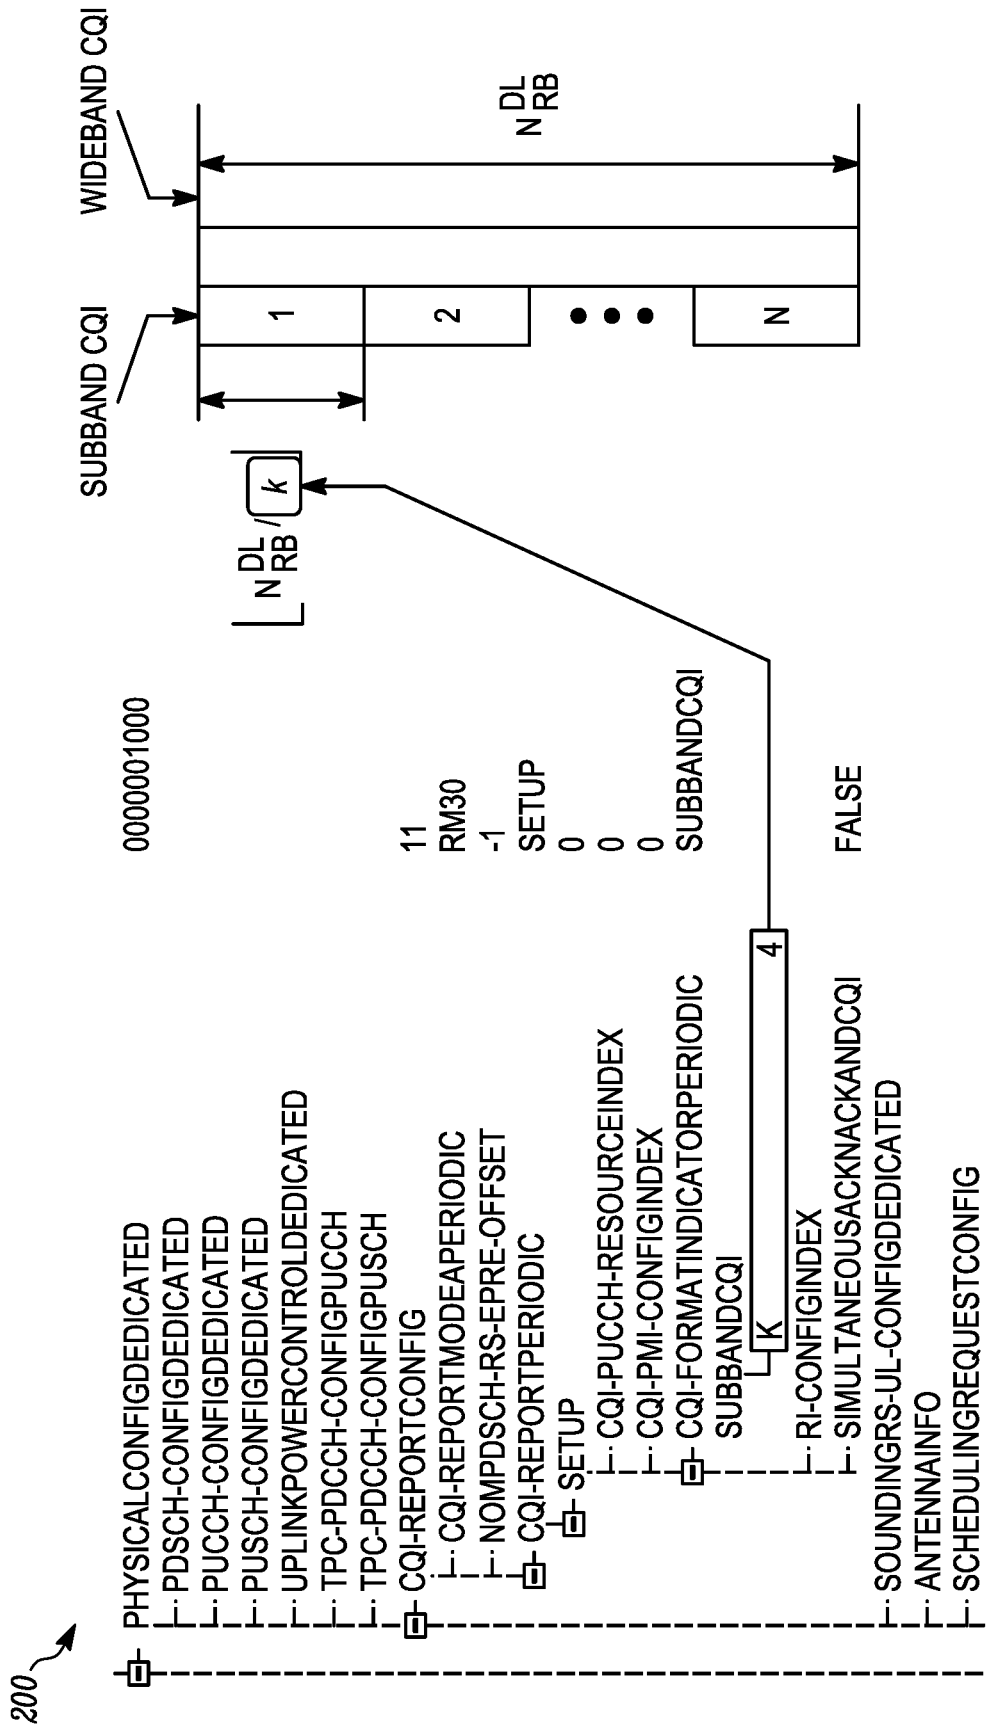 200
PHYSICALCONFIGDEDICATED 0000001000
PDSCH-CONFIGDEDICATED
PUCCH-CONFIGDEDICATED
PUSCH-CONFIGDEDICATED
UPLINKPOWERCONTROLDEDICATED
TPC-PDCCH-CONFIGPUCCH
TPC-PDCCH-CONFIGPUSCH
CQI-REPORTCONFIG 11
CQI-REPORTMODEAPERIODIC RM30
NOMPDSCH-RS-EPRE-OFFSET -1
CQI-REPORTPERIODIC SETUP
SETUP 0
CQI-PUCCH-RESOURCEINDEX 0
CQI-PMI-CONFIGINDEX 0
CQI-FORMATINDICATORPERIODIC SUBBANDCQI
SUBBANDCQI
K 4
RI-CONFIGINDEX
SIMULTANEOUSACKNACKANDCQI FALSE
SOUNDINGRS-UL-CONFIGDEDICATED
ANTENNAINFO
SCHEDULINGREQUESTCONFIG
SUBBAND CQI
WIDEBAND CQI
⌊N DL RB / k⌋
1
2
•••
N
N DL RB